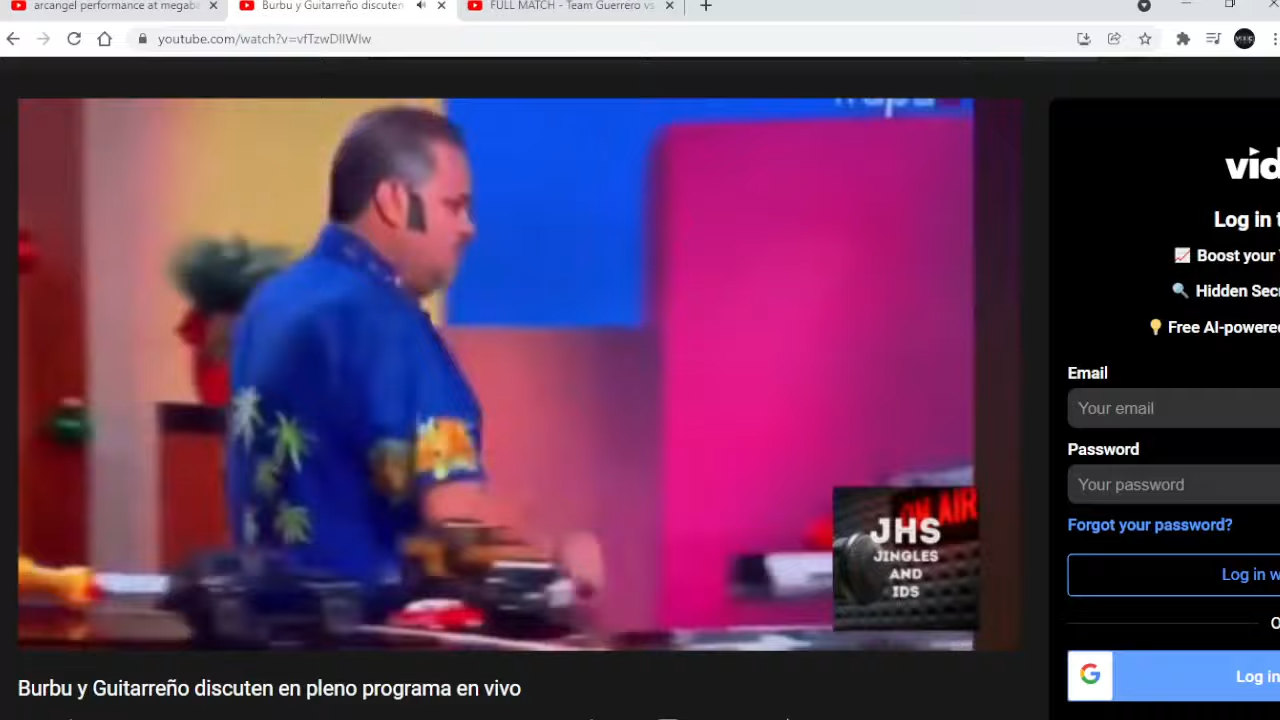 arcangel performance at megaba
Burbu y Guitarreño discuten
FULL MATCH - Team Guerrero vs
youtube.com/watch?v=vfTzwDIIWIw
JHS
JINGLES
AND
IDS
ON AIR
Burbu y Guitarreño discuten en pleno programa en vivo
vid
Log in t
Boost your
Hidden Sec
Free AI-powere
Email
Your email
Password
Your password
Forgot your password?
Log in w
O
G
Log in